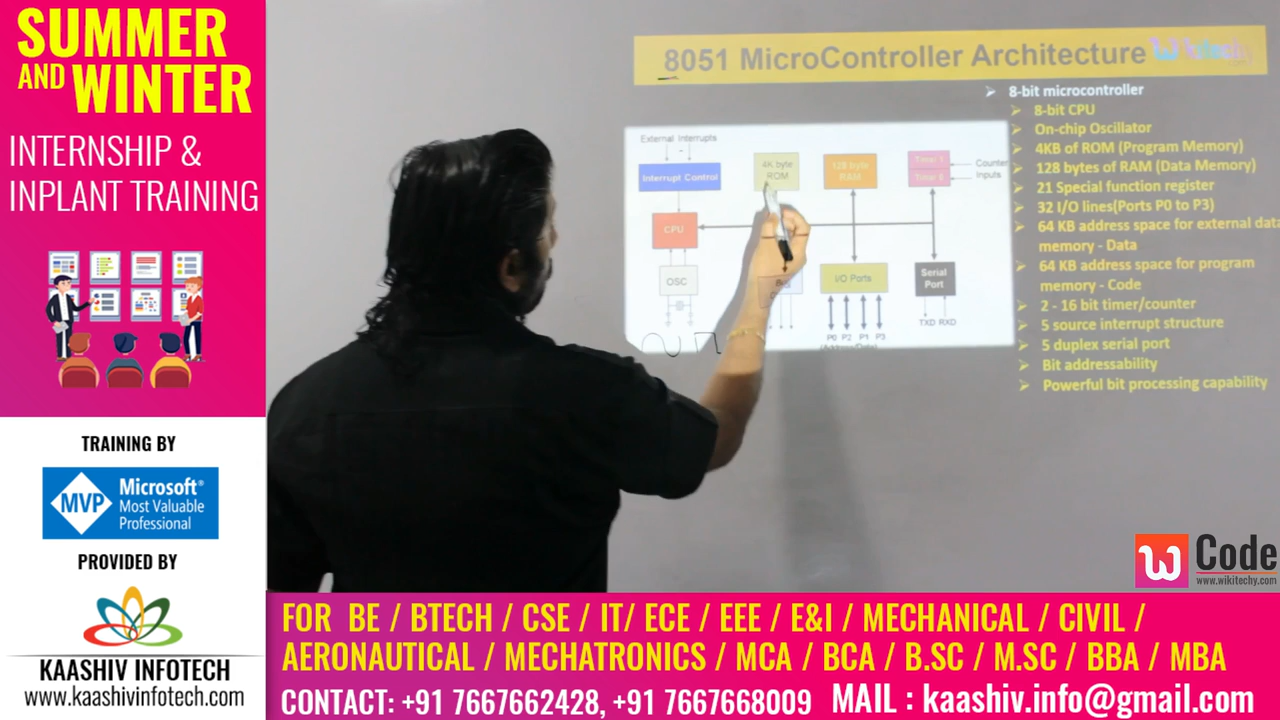 SUMMER
AND WINTER
INTERNSHIP &
INPLANT TRAINING
TRAINING BY
MVP
Microsoft®
Most Valuable
Professional
PROVIDED BY
KAASHIV INFOTECH
www.kaashivinfotech.com
8051 MicroController Architecture
External Interrupts
Interrupt Control
4K byte
ROM
128 byte
RAM
Timer 1
Timer 0
Counter
Inputs
CPU
OSC
I/O Ports
Serial
Port
P0 P2 P1 P3
TXD RXD
(Address/Data)
8-bit microcontroller
8-bit CPU
On-chip Oscillator
4KB of ROM (Program Memory)
128 bytes of RAM (Data Memory)
21 Special function register
32 I/O lines(Ports P0 to P3)
64 KB address space for external data
memory - Data
64 KB address space for program
memory - Code
2 - 16 bit timer/counter
5 source interrupt structure
5 duplex serial port
Bit addressability
Powerful bit processing capability
Code
www.wikitechy.com
FOR BE / BTECH / CSE / IT/ ECE / EEE / E&I / MECHANICAL / CIVIL /
AERONAUTICAL / MECHATRONICS / MCA / BCA / B.SC / M.SC / BBA / MBA
CONTACT: +91 7667662428, +91 7667668009 MAIL : kaashiv.info@gmail.com